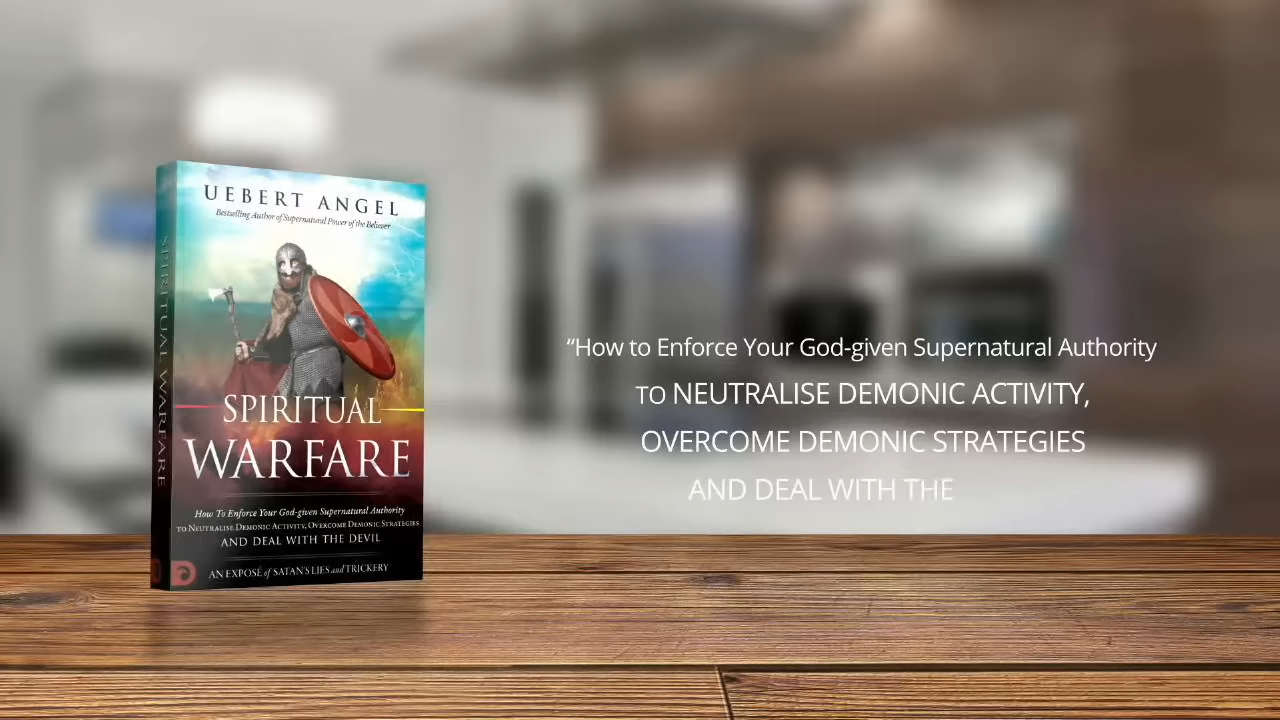 UEBERT ANGEL
Bestselling Author of Supernatural Power of the Believer
SPIRITUAL WARFARE
SPIRITUAL
WARFARE
How To Enforce Your God-given Supernatural Authority
TO NEUTRALISE DEMONIC ACTIVITY, OVERCOME DEMONIC STRATEGIES
AND DEAL WITH THE DEVIL
AN EXPOSÉ of SATAN'S LIES and TRICKERY
“How to Enforce Your God-given Supernatural Authority
TO NEUTRALISE DEMONIC ACTIVITY,
OVERCOME DEMONIC STRATEGIES
AND DEAL WITH THE